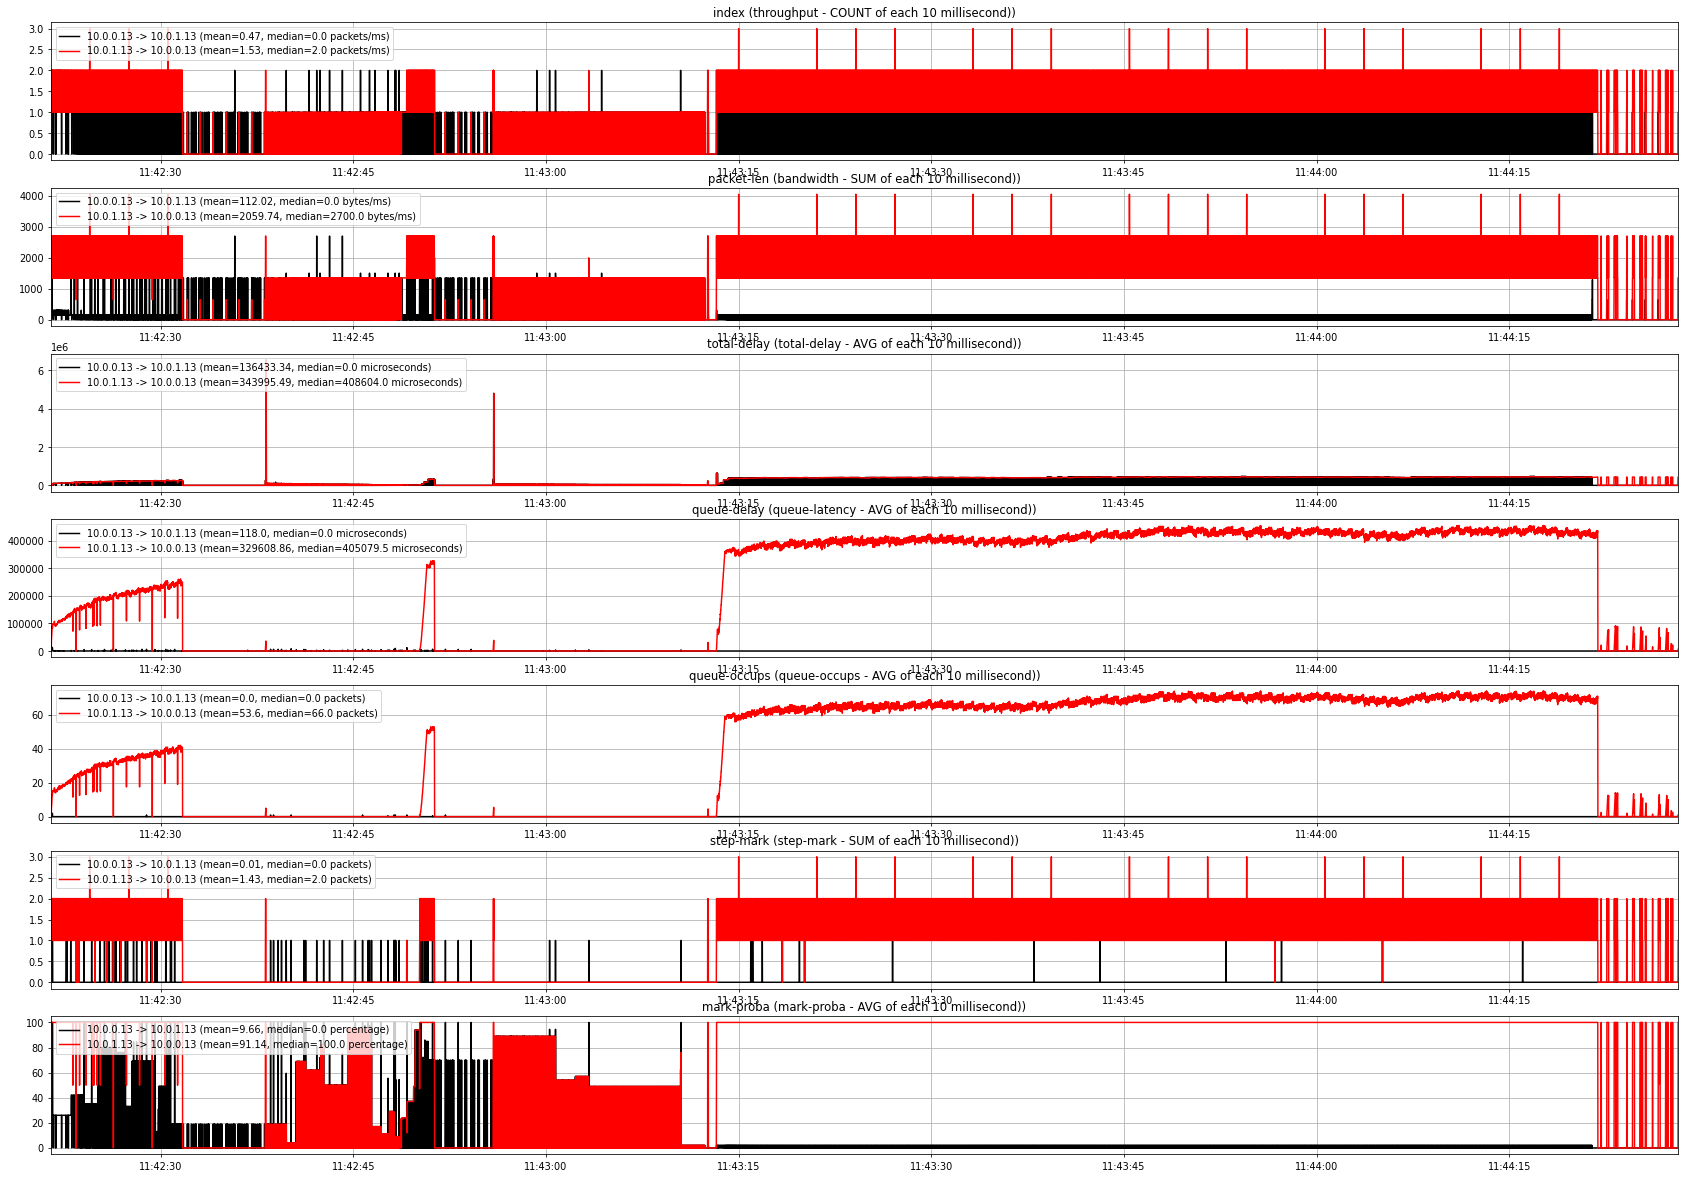 index (throughput - COUNT of each 10 millisecond))
3.0
2.5
2.0
1.5
1.0
0.5
0.0
10.0.0.13 -> 10.0.1.13 (mean=0.47, median=0.0 packets/ms)
10.0.1.13 -> 10.0.0.13 (mean=1.53, median=2.0 packets/ms)
11:42:30 11:42:45 11:43:00 11:43:15 11:43:30 11:43:45 11:44:00 11:44:15
packet-len (bandwidth - SUM of each 10 millisecond))
4000
3000
2000
1000
0
10.0.0.13 -> 10.0.1.13 (mean=112.02, median=0.0 bytes/ms)
10.0.1.13 -> 10.0.0.13 (mean=2059.74, median=2700.0 bytes/ms)
11:42:30 11:42:45 11:43:00 11:43:15 11:43:30 11:43:45 11:44:00 11:44:15
total-delay (total-delay - AVG of each 10 millisecond))
1e6
6
4
2
0
10.0.0.13 -> 10.0.1.13 (mean=136433.34, median=0.0 microseconds)
10.0.1.13 -> 10.0.0.13 (mean=343995.49, median=408604.0 microseconds)
11:42:30 11:42:45 11:43:00 11:43:15 11:43:30 11:43:45 11:44:00 11:44:15
queue-delay (queue-latency - AVG of each 10 millisecond))
400000
300000
200000
100000
0
10.0.0.13 -> 10.0.1.13 (mean=118.0, median=0.0 microseconds)
10.0.1.13 -> 10.0.0.13 (mean=329608.86, median=405079.5 microseconds)
11:42:30 11:42:45 11:43:00 11:43:15 11:43:30 11:43:45 11:44:00 11:44:15
queue-occups (queue-occups - AVG of each 10 millisecond))
60
40
20
0
10.0.0.13 -> 10.0.1.13 (mean=0.0, median=0.0 packets)
10.0.1.13 -> 10.0.0.13 (mean=53.6, median=66.0 packets)
11:42:30 11:42:45 11:43:00 11:43:15 11:43:30 11:43:45 11:44:00 11:44:15
step-mark (step-mark - SUM of each 10 millisecond))
3.0
2.5
2.0
1.5
1.0
0.5
0.0
10.0.0.13 -> 10.0.1.13 (mean=0.01, median=0.0 packets)
10.0.1.13 -> 10.0.0.13 (mean=1.43, median=2.0 packets)
11:42:30 11:42:45 11:43:00 11:43:15 11:43:30 11:43:45 11:44:00 11:44:15
mark-proba (mark-proba - AVG of each 10 millisecond))
100
80
60
40
20
0
10.0.0.13 -> 10.0.1.13 (mean=9.66, median=0.0 percentage)
10.0.1.13 -> 10.0.0.13 (mean=91.14, median=100.0 percentage)
11:42:30 11:42:45 11:43:00 11:43:15 11:43:30 11:43:45 11:44:00 11:44:15